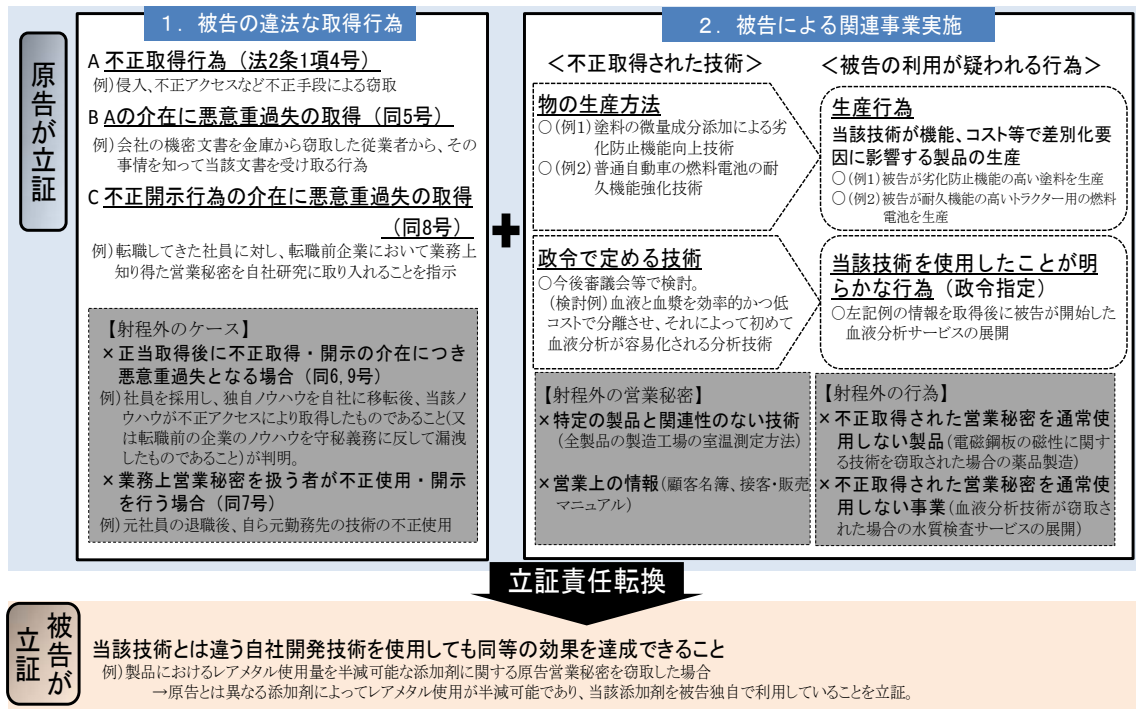 原告が立証
1．被告の違法な取得行為
A 不正取得行為（法2条1項4号）
例）侵入、不正アクセスなど不正手段による窃取
B Aの介在に悪意重過失の取得（同5号）
例）会社の機密文書を金庫から窃取した従業者から、その
事情を知って当該文書を受け取る行為
C 不正開示行為の介在に悪意重過失の取得
（同8号）
例）転職してきた社員に対し、転職前企業において業務上
知り得た営業秘密を自社研究に取り入れることを指示
【射程外のケース】
×正当取得後に不正取得・開示の介在につき
悪意重過失となる場合（同6,9号）
例）社員を採用し、独自ノウハウを自社に移転後、当該ノ
ウハウが不正アクセスにより取得したものであること（又
は転職前の企業のノウハウを守秘義務に反して漏洩
したものであること）が判明。
×業務上営業秘密を扱う者が不正使用・開示
を行う場合（同7号）
例）元社員の退職後、自ら元勤務先の技術の不正使用
✚
2．被告による関連事業実施
＜不正取得された技術＞
物の生産方法
○（例1）塗料の微量成分添加による劣
化防止機能向上技術
○（例2）普通自動車の燃料電池の耐
久機能強化技術
政令で定める技術
○今後審議会等で検討。
（検討例）血液と血漿を効率的かつ低
コストで分離させ、それによって初めて
血液分析が容易化される分析技術
【射程外の営業秘密】
×特定の製品と関連性のない技術
（全製品の製造工場の室温測定方法）
×営業上の情報（顧客名簿、接客・販売
マニュアル）
＜被告の利用が疑われる行為＞
生産行為
当該技術が機能、コスト等で差別化要
因に影響する製品の生産
○（例1）被告が劣化防止機能の高い塗料を生産
○（例2）被告が耐久機能の高いトラクター用の燃料
電池を生産
当該技術を使用したことが明
らかな行為（政令指定）
○左記例の情報を取得後に被告が開始した
血液分析サービスの展開
【射程外の行為】
×不正取得された営業秘密を通常使
用しない製品（電磁鋼板の磁性に関す
る技術を窃取された場合の薬品製造）
×不正取得された営業秘密を通常使
用しない事業（血液分析技術が窃取さ
れた場合の水質検査サービスの展開）
立証責任転換
被告が立証
当該技術とは違う自社開発技術を使用しても同等の効果を達成できること
例）製品におけるレアメタル使用量を半減可能な添加剤に関する原告営業秘密を窃取した場合
→原告とは異なる添加剤によってレアメタル使用が半減可能であり、当該添加剤を被告独自で利用していることを立証。